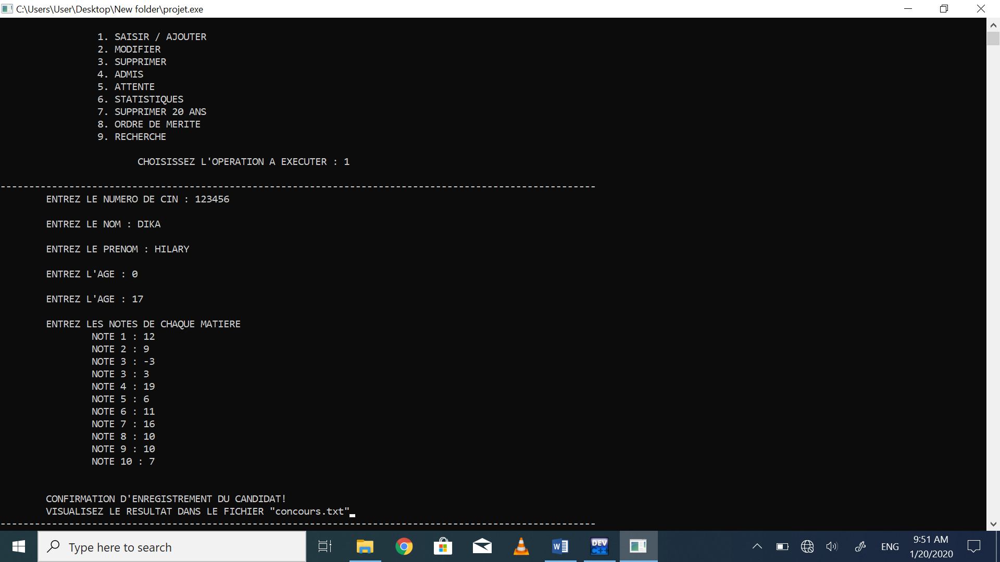 C:\Users\User\Desktop\New folder\projet.exe
1. SAISIR / AJOUTER
2. MODIFIER
3. SUPPRIMER
4. ADMIS
5. ATTENTE
6. STATISTIQUES
7. SUPPRIMER 20 ANS
8. ORDRE DE MERITE
9. RECHERCHE
CHOISISSEZ L'OPERATION A EXECUTER : 1
--------------------------------------------------------------------------------------------------------
ENTREZ LE NUMERO DE CIN : 123456
ENTREZ LE NOM : DIKA
ENTREZ LE PRENOM : HILARY
ENTREZ L'AGE : 0
ENTREZ L'AGE : 17
ENTREZ LES NOTES DE CHAQUE MATIERE
NOTE 1 : 12
NOTE 2 : 9
NOTE 3 : -3
NOTE 3 : 3
NOTE 4 : 19
NOTE 5 : 6
NOTE 6 : 11
NOTE 7 : 16
NOTE 8 : 10
NOTE 9 : 10
NOTE 10 : 7
CONFIRMATION D'ENREGISTREMENT DU CANDIDAT!
VISUALISEZ LE RESULTAT DANS LE FICHIER "concours.txt"
--------------------------------------------------------------------------------------------------------
Type here to search
W
DEV
C++
ENG
9:51 AM
1/20/2020